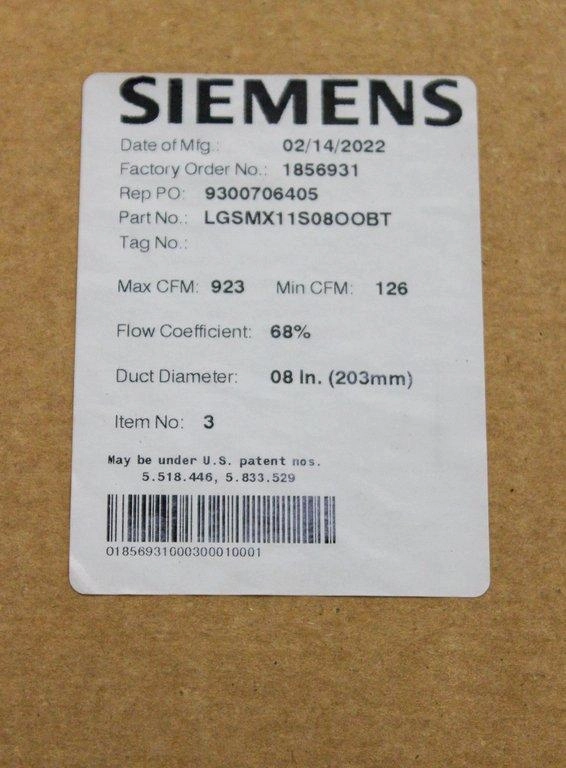 SIEMENS
Date of Mfg.: 02/14/2022
Factory Order No.: 1856931
Rep PO: 9300706405
Part No.: LGSMX11S08OOBT
Tag No.:
Max CFM: 923 Min CFM: 126
Flow Coefficient: 68%
Duct Diameter: 08 In. (203mm)
Item No: 3
May be under U.S. patent nos.
5.518.446, 5.833.529
01856931000300010001